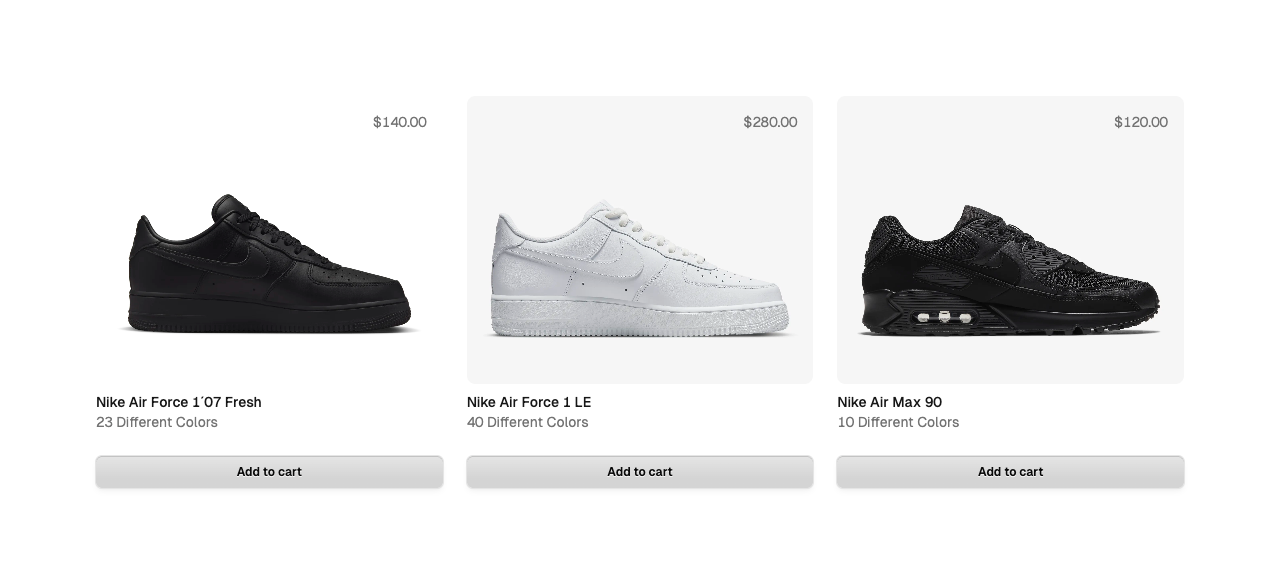 $140.00
$280.00
$120.00
Nike Air Force 1´07 Fresh
23 Different Colors
Nike Air Force 1 LE
40 Different Colors
Nike Air Max 90
10 Different Colors
Add to cart
Add to cart
Add to cart